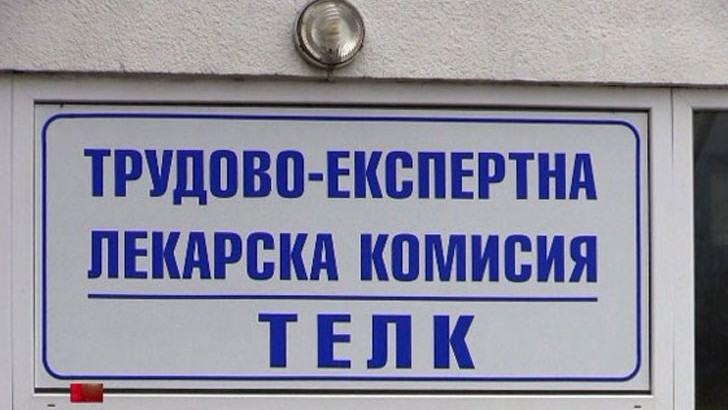 ТРУДОВО-ЕКСПЕРТНА
ЛЕКАРСКА КОМИСИЯ
ТЕЛК